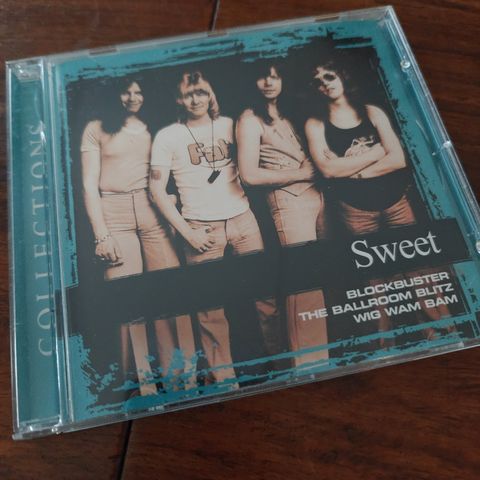 COLLECTIONS
Sweet
BLOCKBUSTER
THE BALLROOM BLITZ
WIG WAM BAM